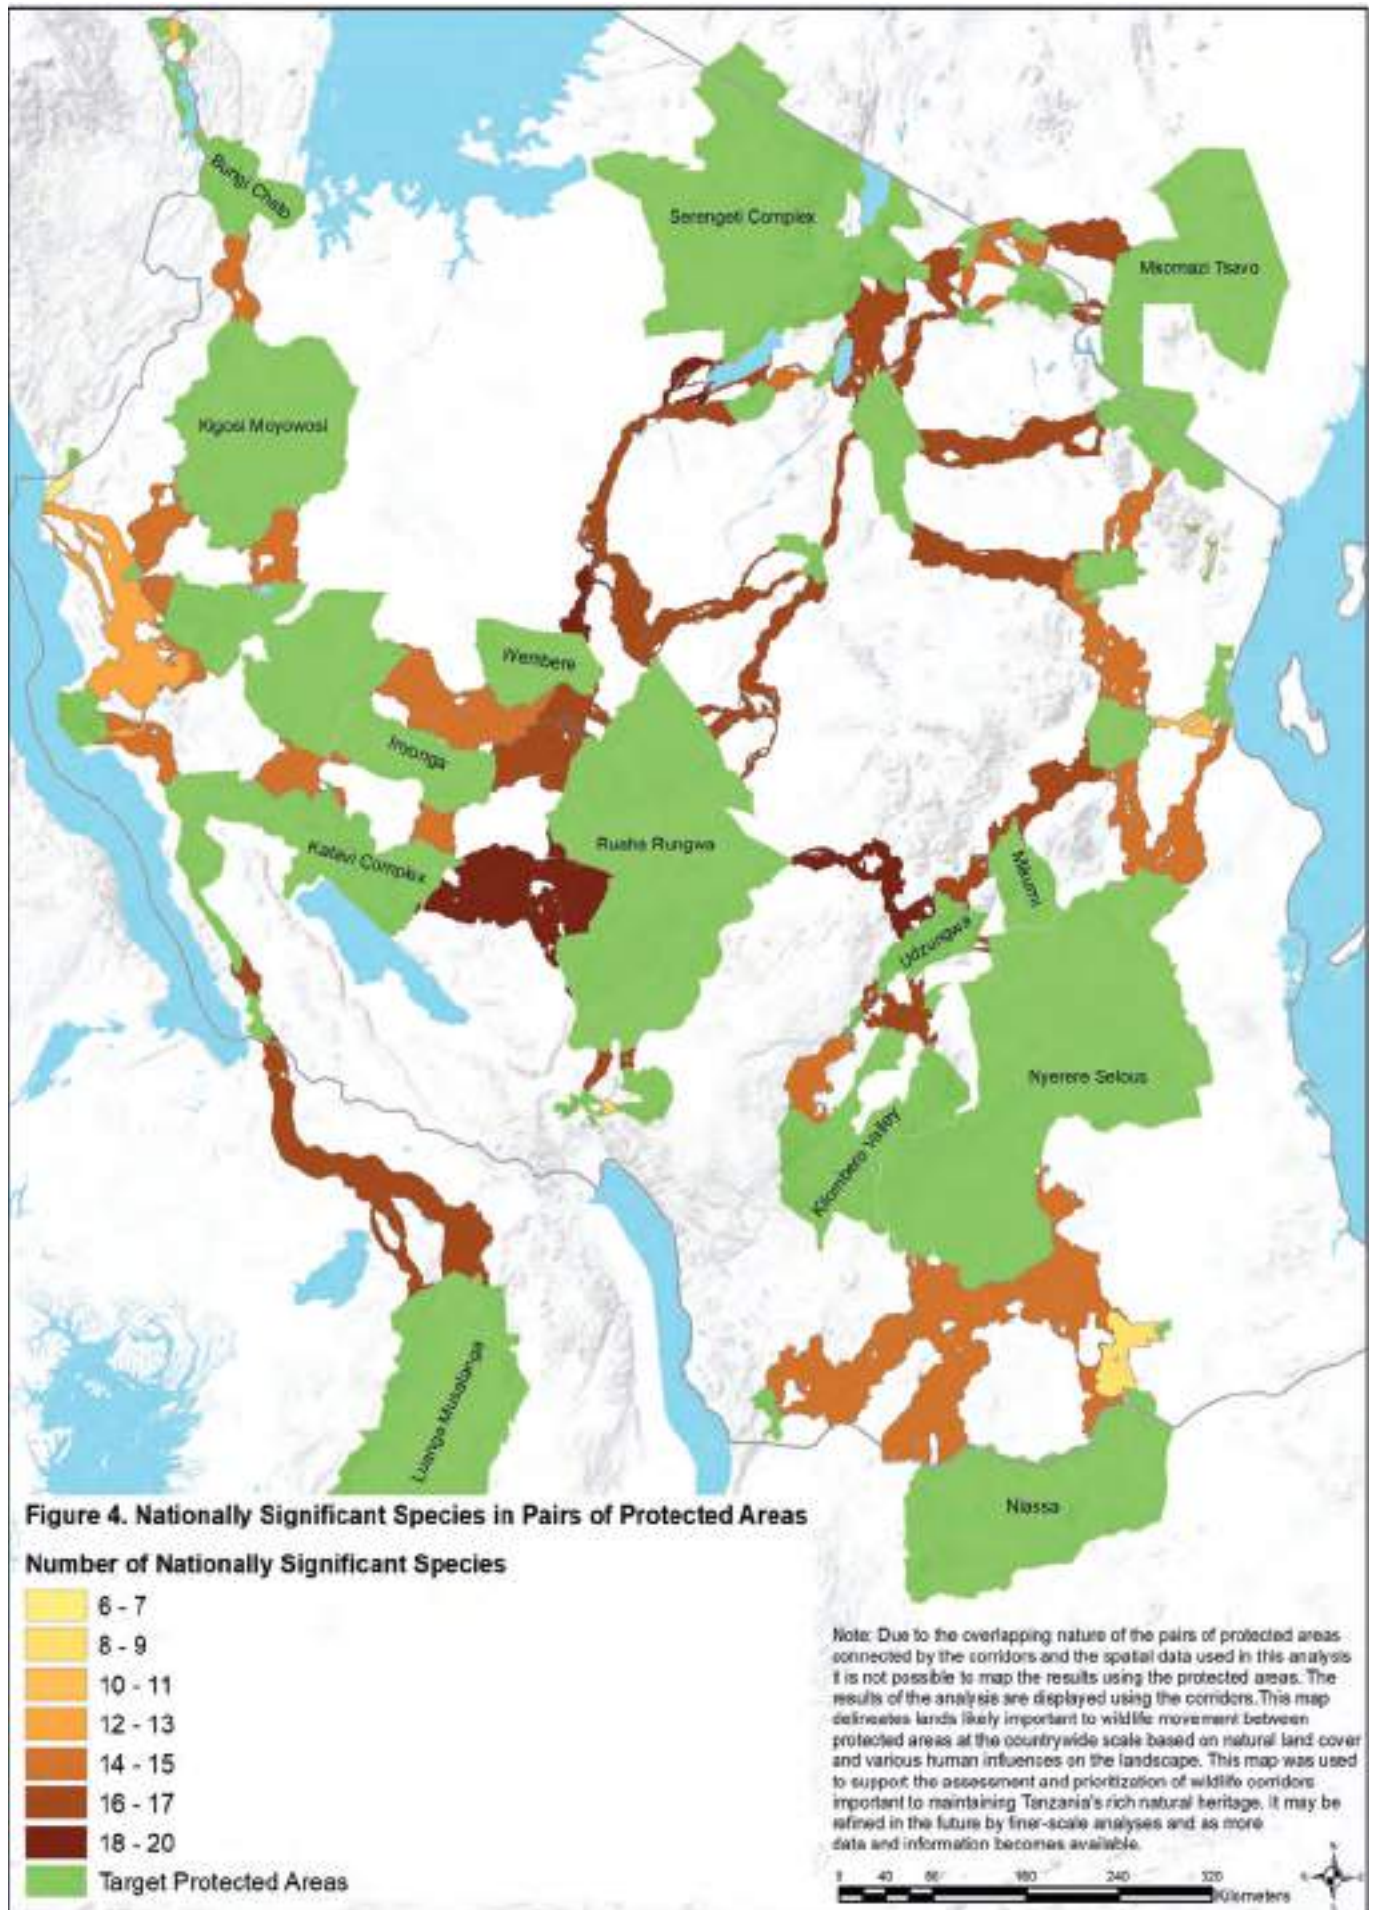 Burigi Chato
Serengeti Complex
Mkomazi Tsavo
Kigosi Moyowosi
Wembere
Inyonga
Katavi Complex
Ruaha Rungwa
Mikumi
Udzungwa
Nyerere Selous
Kilombero Valley
Luanga Musalanga
Niassa
Figure 4. Nationally Significant Species in Pairs of Protected Areas
Number of Nationally Significant Species
6 - 7
8 - 9
10 - 11
12 - 13
14 - 15
16 - 17
18 - 20
Target Protected Areas
Note: Due to the overlapping nature of the pairs of protected areas
connected by the corridors and the spatial data used in this analysis
it is not possible to map the results using the protected areas. The
results of the analysis are displayed using the corridors. This map
delineates lands likely important to wildlife movement between
protected areas at the countrywide scale based on natural land cover
and various human influences on the landscape. This map was used
to support the assessment and prioritization of wildlife corridors
important to maintaining Tanzania's rich natural heritage. It may be
refined in the future by finer-scale analyses and as more
data and information becomes available.
0 40 80 160 240 320
Kilometers